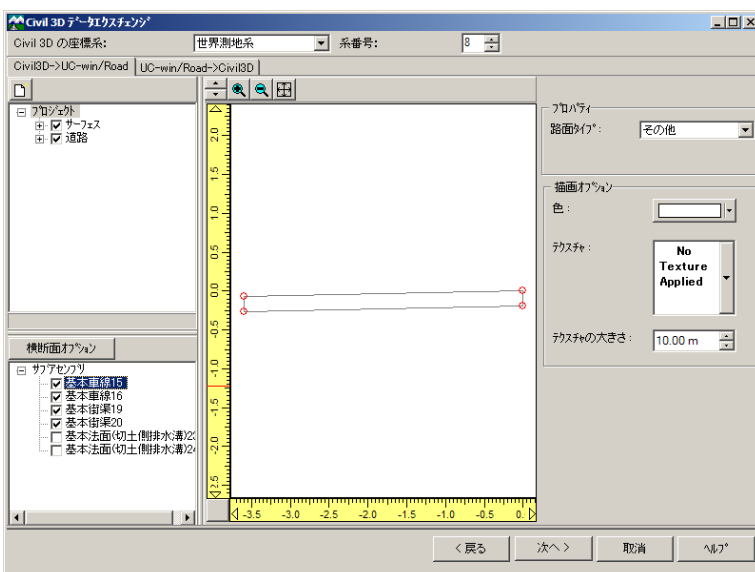 Civil 3D ﾃﾞｰﾀｴｸｽﾁｪﾝｼﾞ
Civil 3D の座標系: 世界測地系 系番号: 8
Civil3D->UC-win/Road UC-win/Road->Civil3D
ﾌﾟﾛｼﾞｪｸﾄ
ｻｰﾌｪｽ
道路
横断面ｵﾌﾟｼｮﾝ
ｻﾌﾞｱｾﾝﾌﾞﾘ
基本車線15
基本車線16
基本街渠19
基本街渠20
基本法面(切土側排水溝)23
基本法面(切土側排水溝)24
2.0
1.5
1.0
0.5
0.0
-0.5
-1.0
-1.5
-2.0
2.5
-3.5 -3.0 -2.5 -2.0 -1.5 -1.0 -0.5 0.
ﾌﾟﾛﾊﾟﾃｨ
路面ﾀｲﾌﾟ: その他
描画ｵﾌﾟｼｮﾝ
色:
ﾃｸｽﾁｬ: No
Texture
Applied
ﾃｸｽﾁｬの大きさ: 10.00 m
< 戻る 次へ > 取消 ﾍﾙﾌﾟ